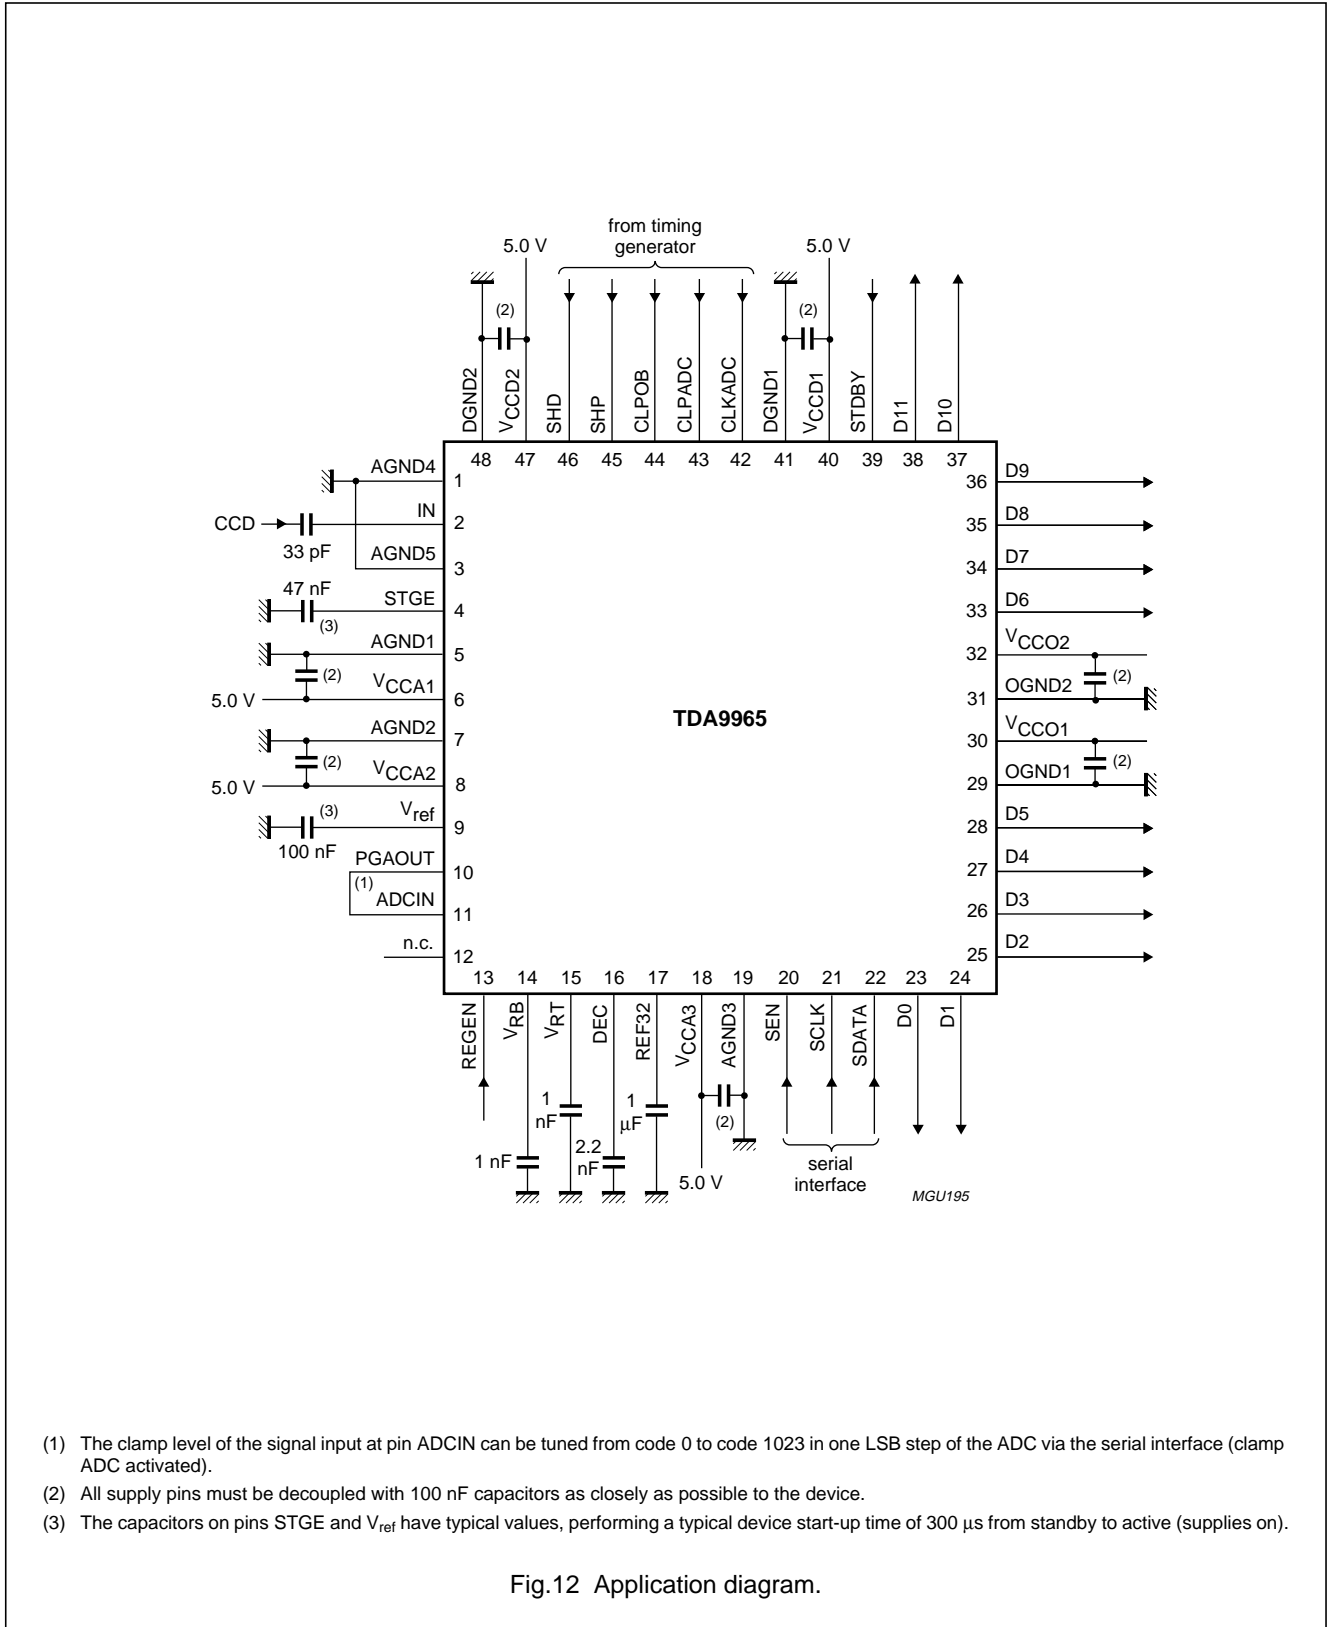 from timing
generator
5.0 V
5.0 V
(2)
(2)
DGND2
VCCD2
SHD
SHP
CLPOB
CLPADC
CLKADC
DGND1
VCCD1
STDBY
D11
D10
48 47 46 45 44 43 42 41 40 39 38 37
AGND4 1
CCD IN 2
33 pF
AGND5 3
47 nF
STGE 4
(3)
AGND1 5
(2)
5.0 V VCCA1 6
AGND2 7
(2)
5.0 V VCCA2 8
(3)
Vref 9
100 nF
PGAOUT 10
(1)
ADCIN 11
n.c. 12
TDA9965
36 D9
35 D8
34 D7
33 D6
32 VCCO2
(2)
31 OGND2
30 VCCO1
(2)
29 OGND1
28 D5
27 D4
26 D3
25 D2
13 14 15 16 17 18 19 20 21 22 23 24
REGEN
VRB
VRT
DEC
REF32
VCCA3
AGND3
SEN
SCLK
SDATA
D0
D1
1
nF
1
μF
(2)
1 nF
2.2
nF
5.0 V
serial
interface
MGU195
(1) The clamp level of the signal input at pin ADCIN can be tuned from code 0 to code 1023 in one LSB step of the ADC via the serial interface (clamp
ADC activated).
(2) All supply pins must be decoupled with 100 nF capacitors as closely as possible to the device.
(3) The capacitors on pins STGE and Vref have typical values, performing a typical device start-up time of 300 μs from standby to active (supplies on).
Fig.12 Application diagram.